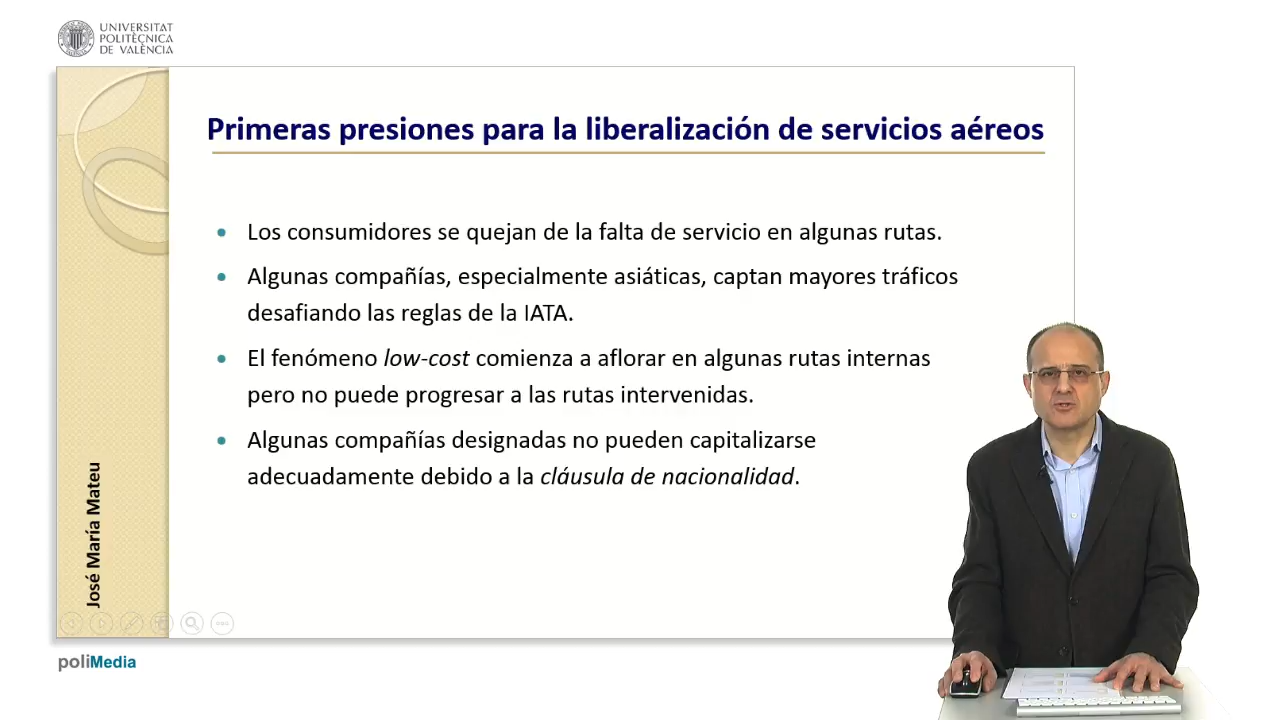 UNIVERSITAT
POLITÈCNICA
DE VALÈNCIA
Primeras presiones para la liberalización de servicios aéreos
• Los consumidores se quejan de la falta de servicio en algunas rutas.
• Algunas compañías, especialmente asiáticas, captan mayores tráficos
desafiando las reglas de la IATA.
• El fenómeno low-cost comienza a aflorar en algunas rutas internas
pero no puede progresar a las rutas intervenidas.
• Algunas compañías designadas no pueden capitalizarse
adecuadamente debido a la cláusula de nacionalidad.
José María Mateu
poliMedia